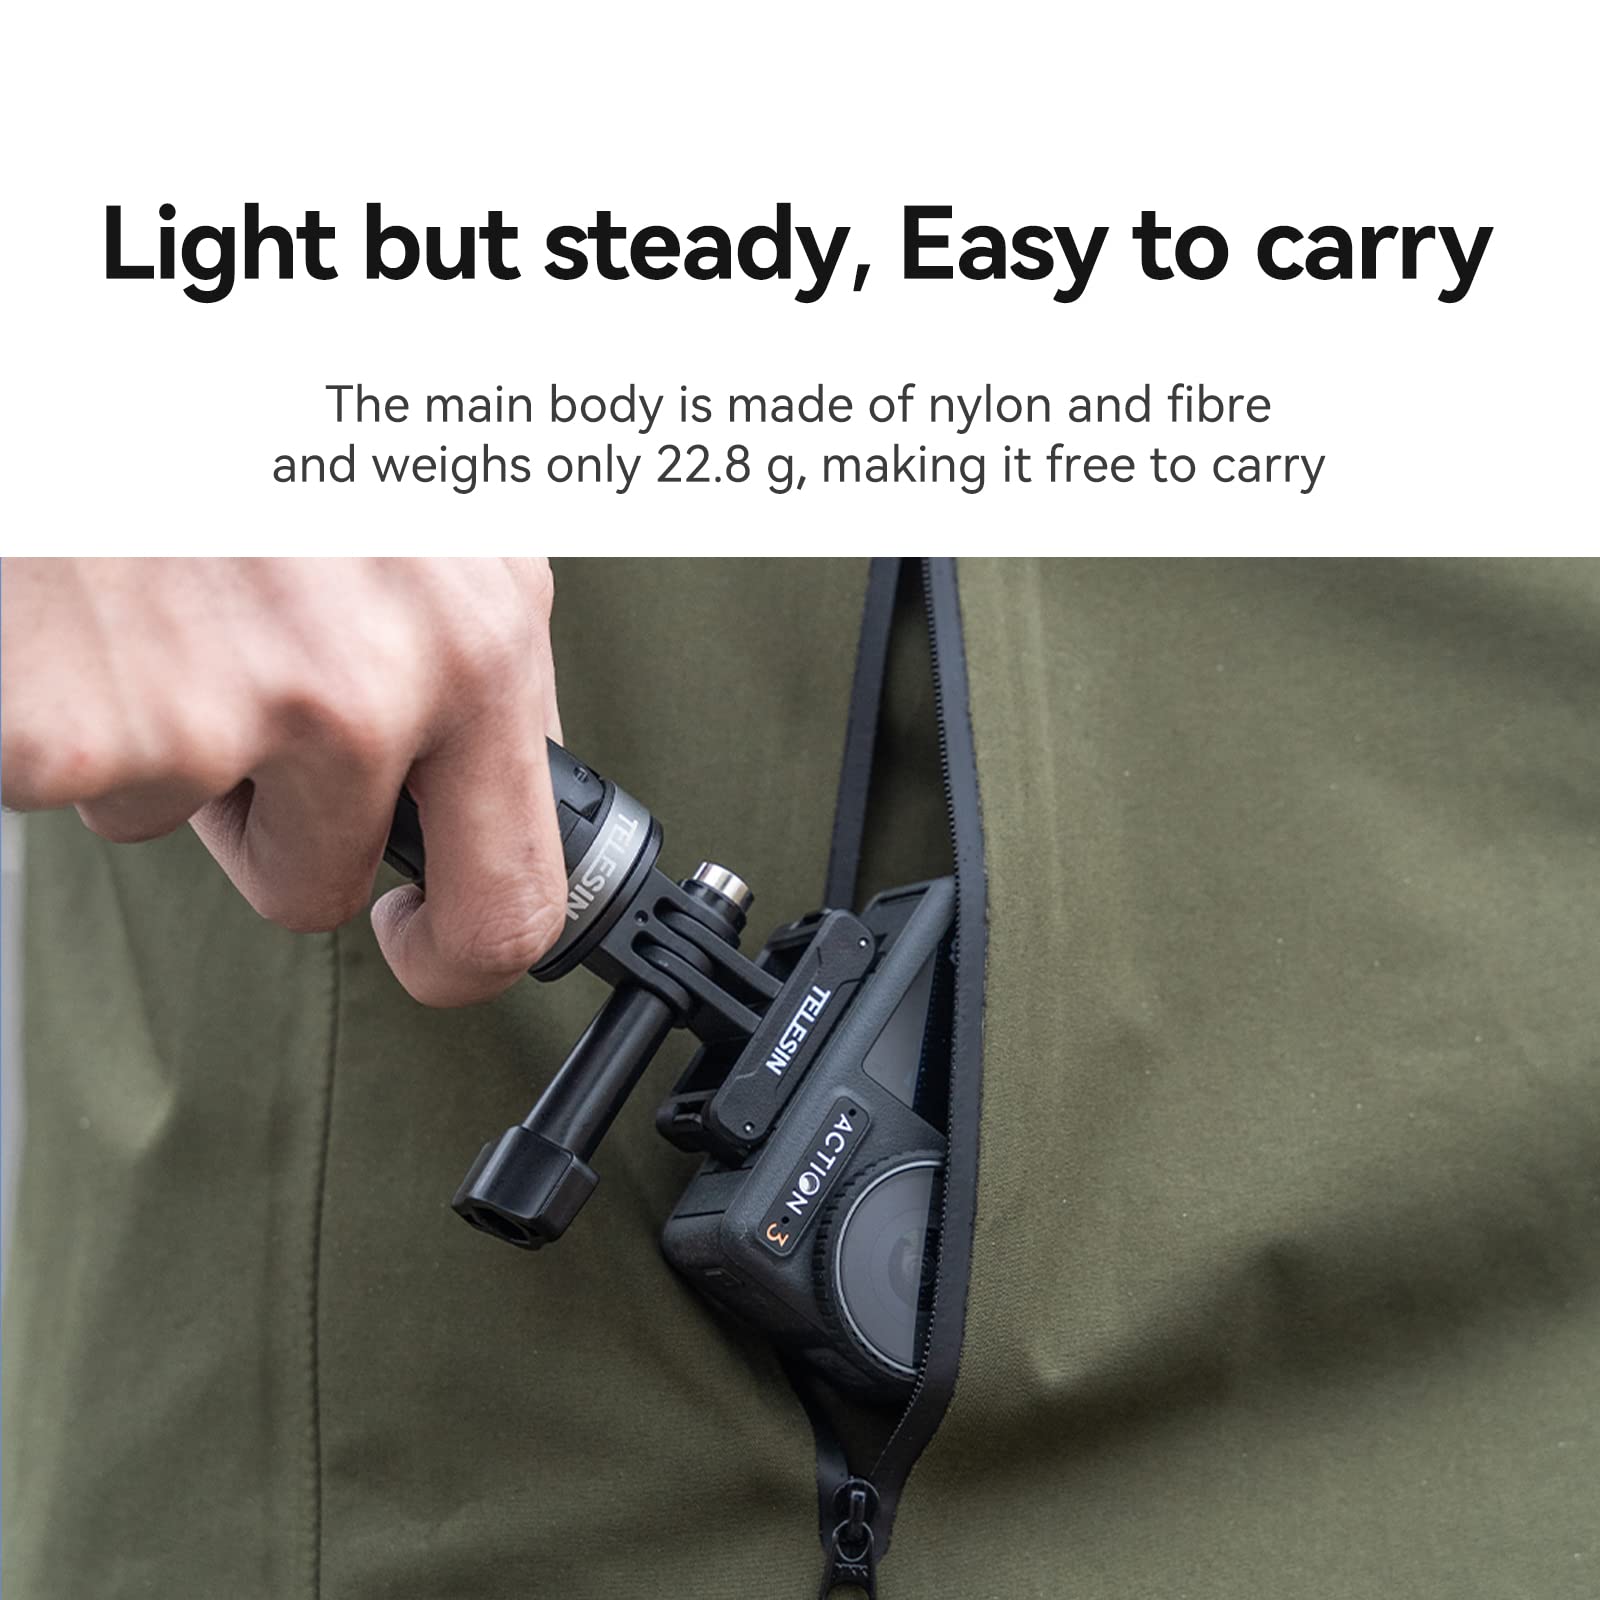 Light but steady, Easy to carry
The main body is made of nylon and fibre
and weighs only 22.8 g, making it free to carry
TELESIN
TELESIN
ACTION 3